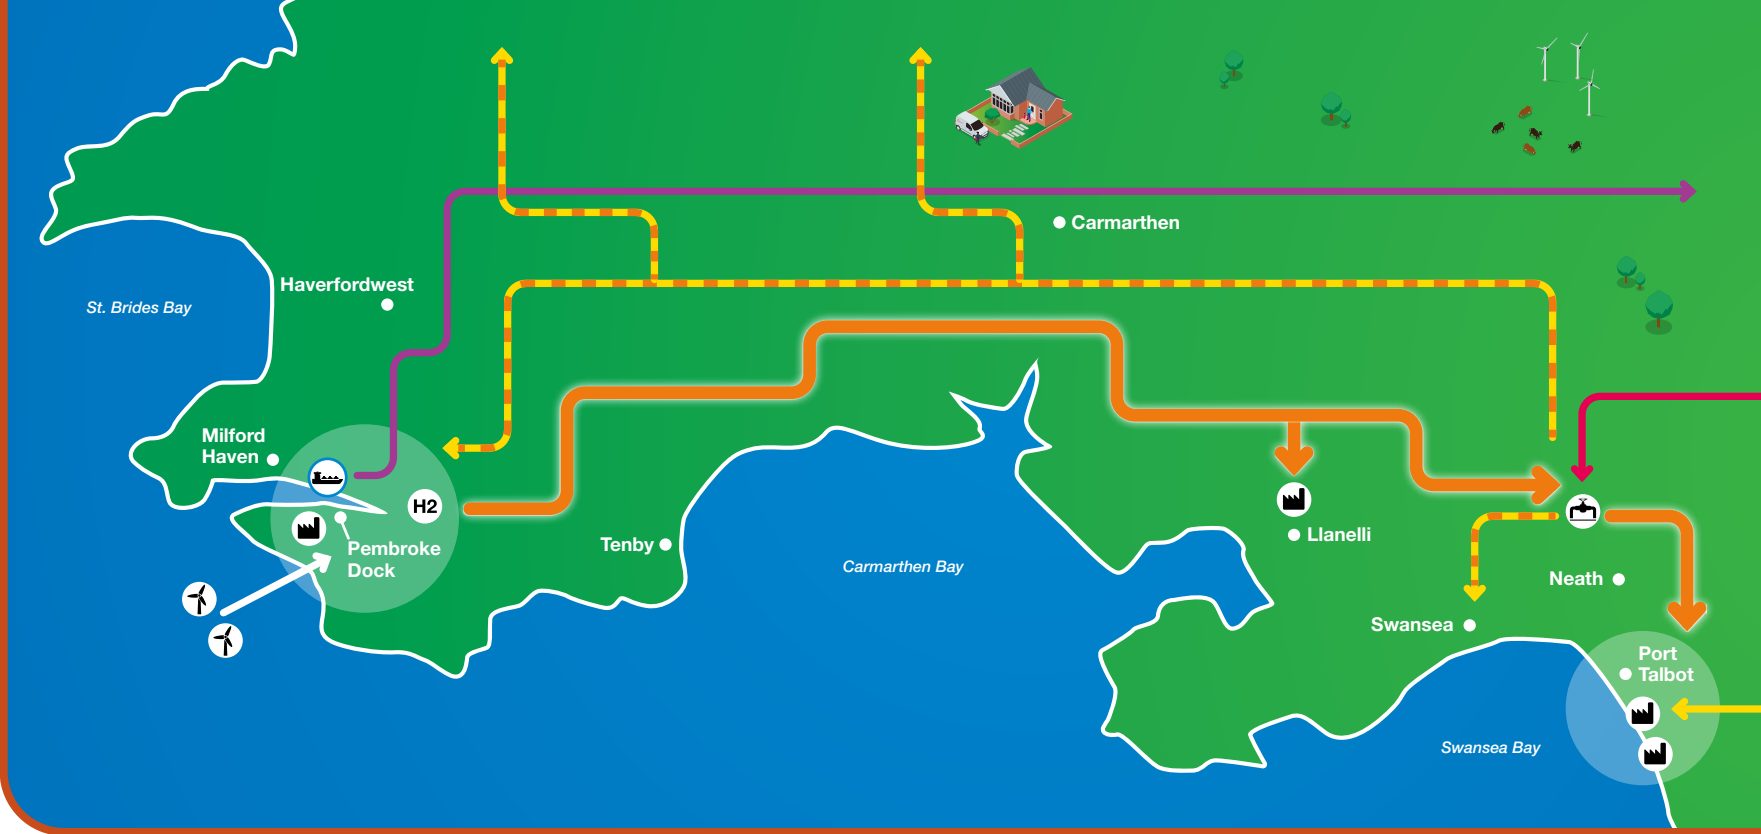 Carmarthen
Haverfordwest
St. Brides Bay
Milford
Haven
H2
Pembroke
Dock
Tenby
Carmarthen Bay
Llanelli
Neath
Swansea
Port
Talbot
Swansea Bay